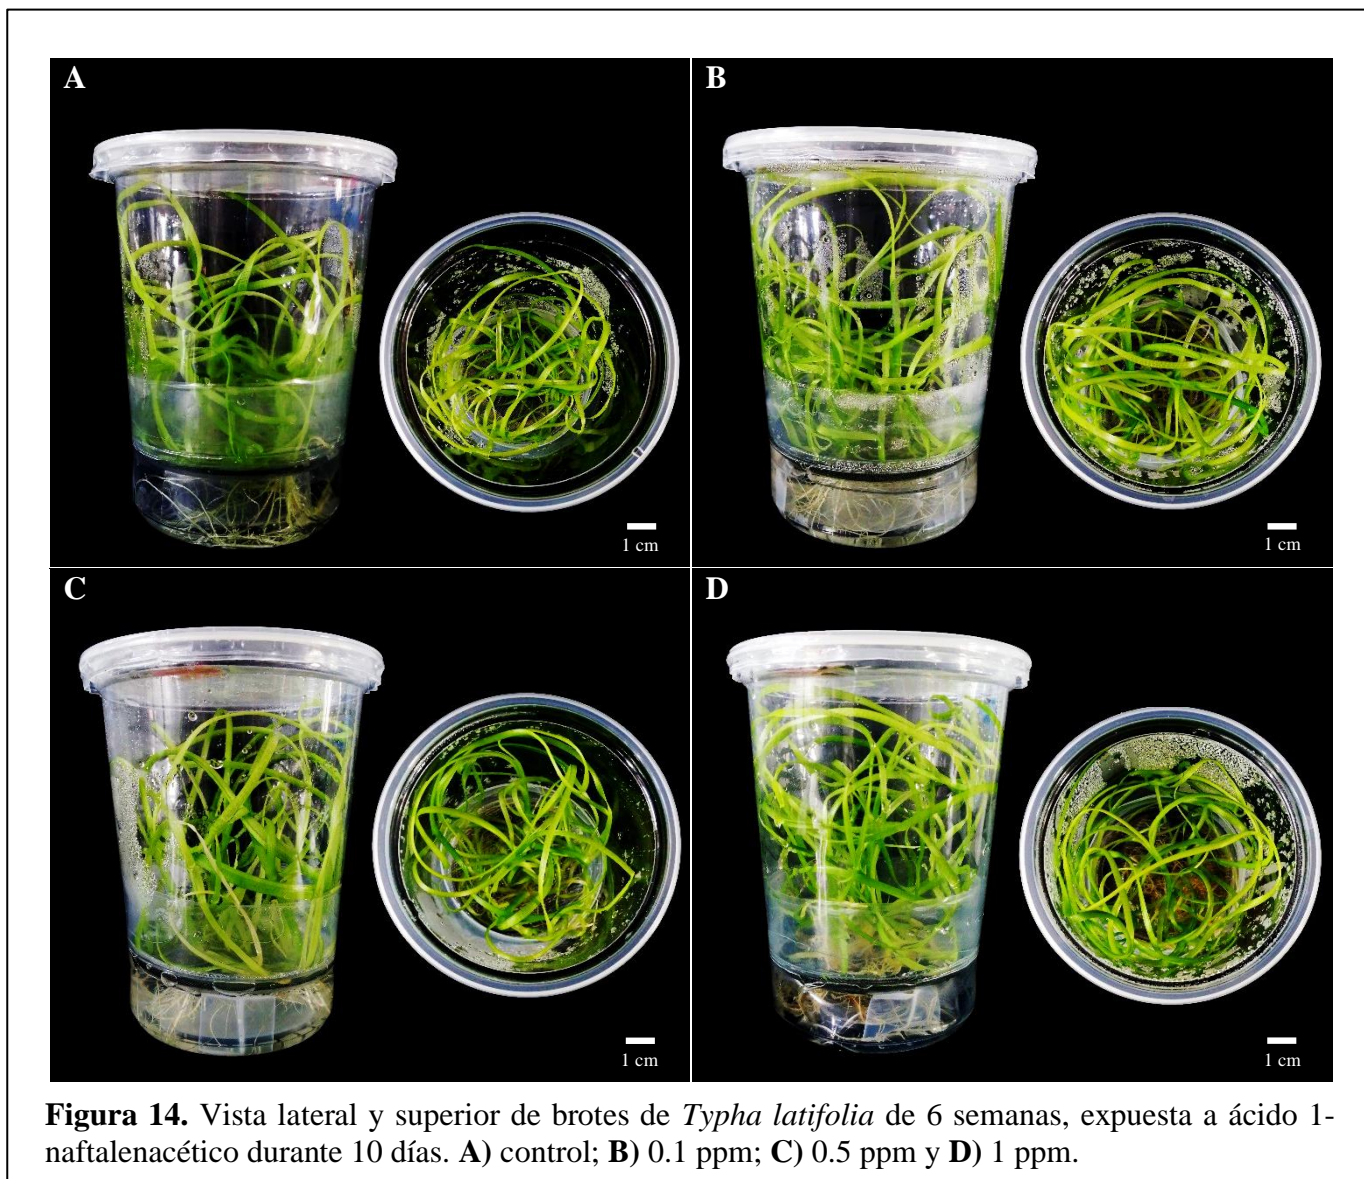 A
B
1 cm
1 cm
C
D
1 cm
1 cm
Figura 14. Vista lateral y superior de brotes de Typha latifolia de 6 semanas, expuesta a ácido 1-
naftalenacético durante 10 días. A) control; B) 0.1 ppm; C) 0.5 ppm y D) 1 ppm.